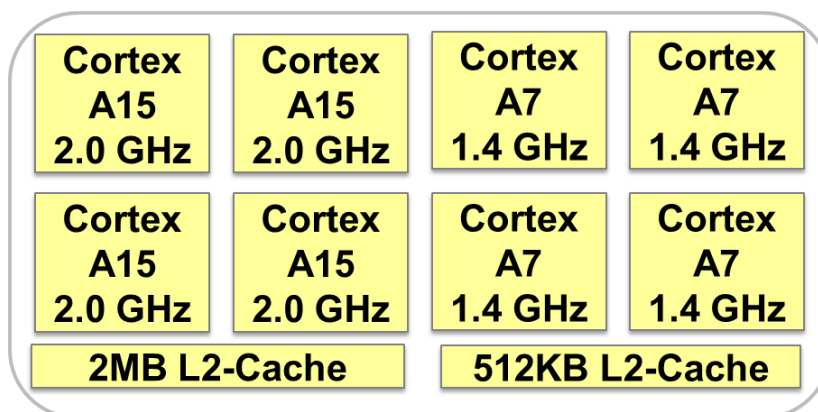 Cortex
A15
2.0 GHz
Cortex
A15
2.0 GHz
Cortex
A7
1.4 GHz
Cortex
A7
1.4 GHz
Cortex
A15
2.0 GHz
Cortex
A15
2.0 GHz
Cortex
A7
1.4 GHz
Cortex
A7
1.4 GHz
2MB L2-Cache
512KB L2-Cache